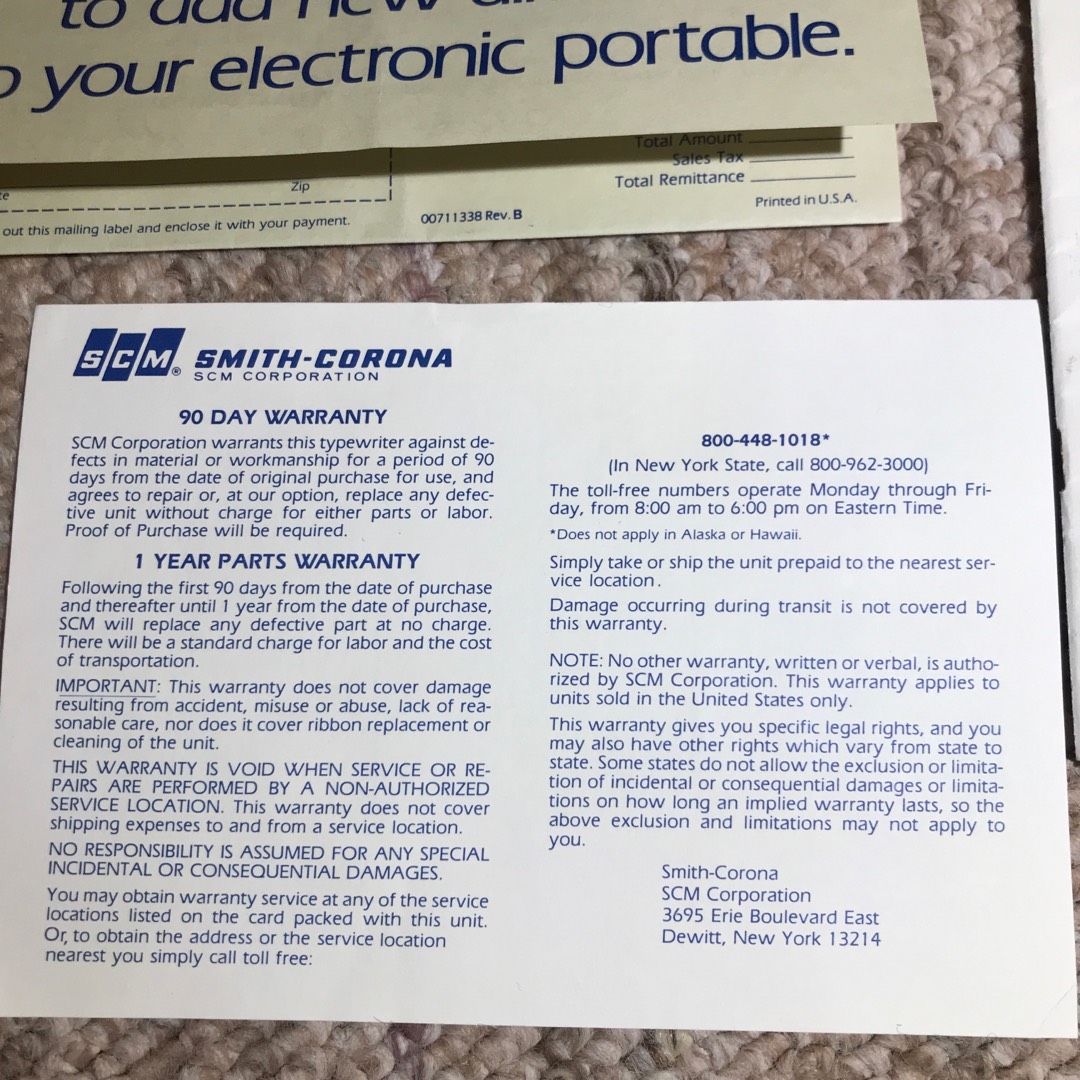 to add new
your electronic portable.
Total Amount
Sales Tax
Zip
Total Remittance
out this mailing label and enclose it with your payment.
00711338 Rev. B
Printed in U.S.A.
SCM® SMITH-CORONA
SCM CORPORATION
90 DAY WARRANTY
SCM Corporation warrants this typewriter against de-
fects in material or workmanship for a period of 90
days from the date of original purchase for use, and
agrees to repair or, at our option, replace any defec-
tive unit without charge for either parts or labor.
Proof of Purchase will be required.
1 YEAR PARTS WARRANTY
Following the first 90 days from the date of purchase
and thereafter until 1 year from the date of purchase,
SCM will replace any defective part at no charge.
There will be a standard charge for labor and the cost
of transportation.
IMPORTANT: This warranty does not cover damage
resulting from accident, misuse or abuse, lack of rea-
sonable care, nor does it cover ribbon replacement or
cleaning of the unit.
THIS WARRANTY IS VOID WHEN SERVICE OR RE-
PAIRS ARE PERFORMED BY A NON-AUTHORIZED
SERVICE LOCATION. This warranty does not cover
shipping expenses to and from a service location.
NO RESPONSIBILITY IS ASSUMED FOR ANY SPECIAL
INCIDENTAL OR CONSEQUENTIAL DAMAGES.
You may obtain warranty service at any of the service
locations listed on the card packed with this unit.
Or, to obtain the address or the service location
nearest you simply call toll free:
800-448-1018*
(In New York State, call 800-962-3000)
The toll-free numbers operate Monday through Fri-
day, from 8:00 am to 6:00 pm on Eastern Time.
*Does not apply in Alaska or Hawaii.
Simply take or ship the unit prepaid to the nearest ser-
vice location.
Damage occurring during transit is not covered by
this warranty.
NOTE: No other warranty, written or verbal, is autho-
rized by SCM Corporation. This warranty applies to
units sold in the United States only.
This warranty gives you specific legal rights, and you
may also have other rights which vary from state to
state. Some states do not allow the exclusion or limita-
tion of incidental or consequential damages or limita-
tions on how long an implied warranty lasts, so the
above exclusion and limitations may not apply to
you.
Smith-Corona
SCM Corporation
3695 Erie Boulevard East
Dewitt, New York 13214